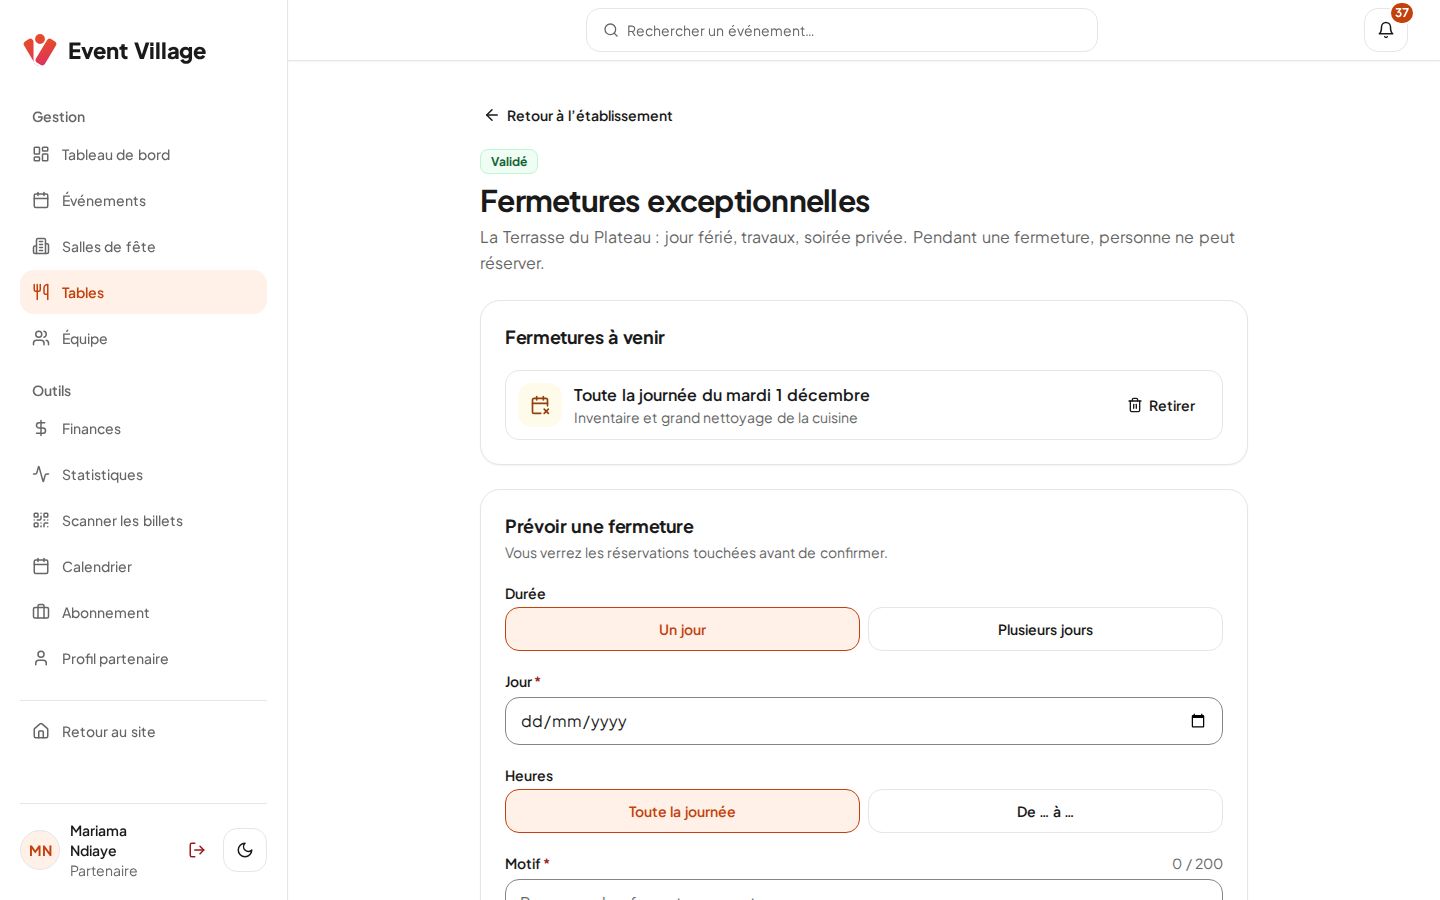 Event Village
Rechercher un événement…
37
Gestion
Tableau de bord
Événements
Salles de fête
Tables
Équipe
Outils
Finances
Statistiques
Scanner les billets
Calendrier
Abonnement
Profil partenaire
Retour au site
MN
Mariama
Ndiaye
Partenaire
Retour à l'établissement
Validé
Fermetures exceptionnelles
La Terrasse du Plateau : jour férié, travaux, soirée privée. Pendant une fermeture, personne ne peut
réserver.
Fermetures à venir
Toute la journée du mardi 1 décembre
Inventaire et grand nettoyage de la cuisine
Retirer
Prévoir une fermeture
Vous verrez les réservations touchées avant de confirmer.
Durée
Un jour
Plusieurs jours
Jour *
dd/mm/yyyy
Heures
Toute la journée
De … à …
Motif *
0 / 200